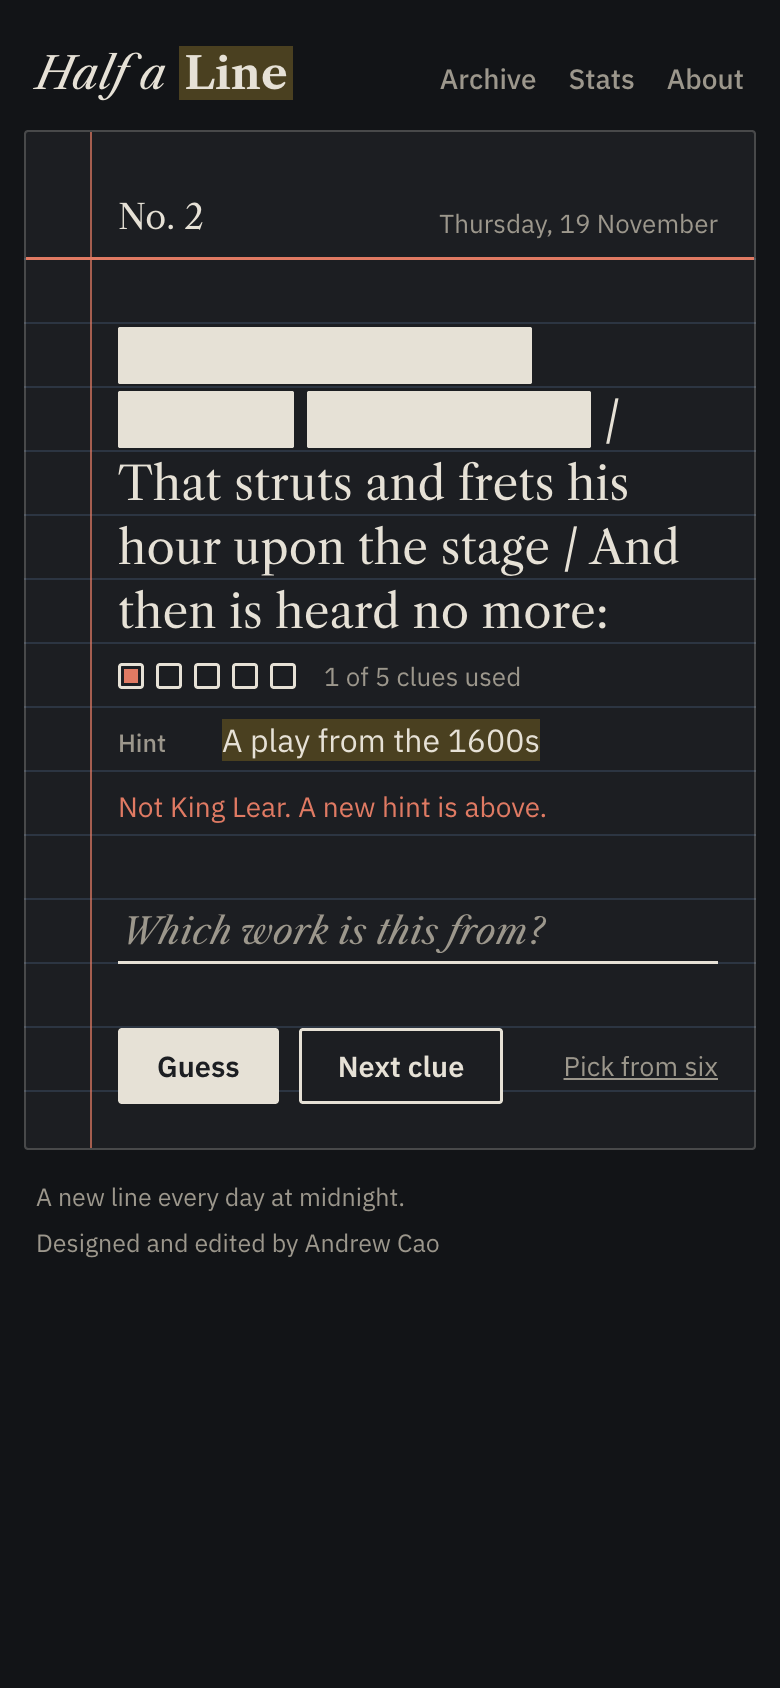 Half a Line
Archive Stats About
No. 2
Thursday, 19 November
/
That struts and frets his
hour upon the stage / And
then is heard no more:
1 of 5 clues used
Hint A play from the 1600s
Not King Lear. A new hint is above.
Which work is this from?
Guess Next clue Pick from six
A new line every day at midnight.
Designed and edited by Andrew Cao